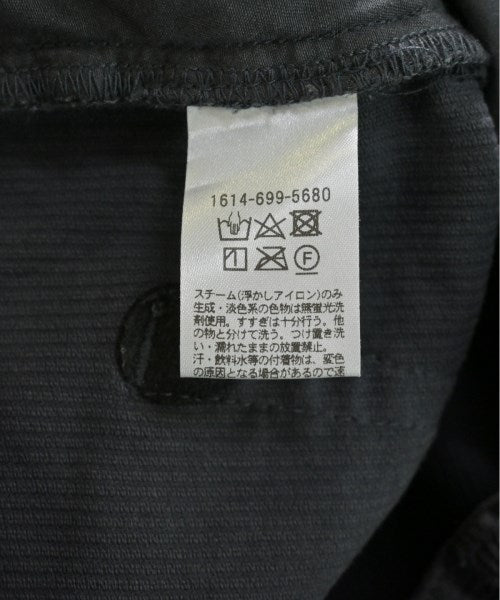 1614-699-5680
F
スチーム(浮かしアイロン)のみ
生成・淡色系の色物は無蛍光洗
剤使用。すすぎは十分行う。他
の物と分けて洗う。つけ置き洗
い・濡れたままの放置禁止。
汗・飲料水等の付着物は、変色
の原因となる場合があるので速